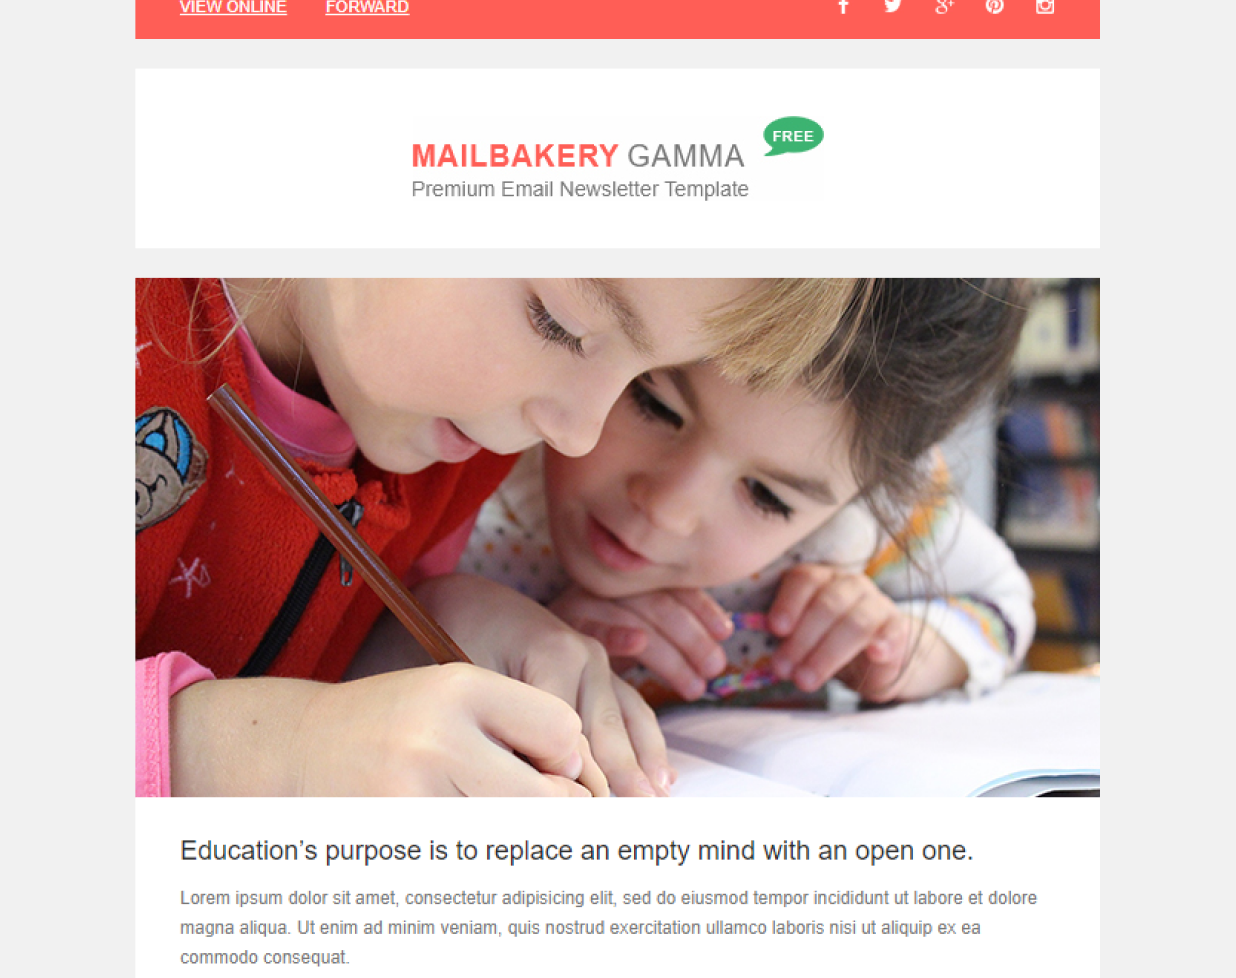 VIEW ONLINE FORWARD
FREE
MAILBAKERY GAMMA
Premium Email Newsletter Template
Education’s purpose is to replace an empty mind with an open one.
Lorem ipsum dolor sit amet, consectetur adipisicing elit, sed do eiusmod tempor incididunt ut labore et dolore
magna aliqua. Ut enim ad minim veniam, quis nostrud exercitation ullamco laboris nisi ut aliquip ex ea
commodo consequat.